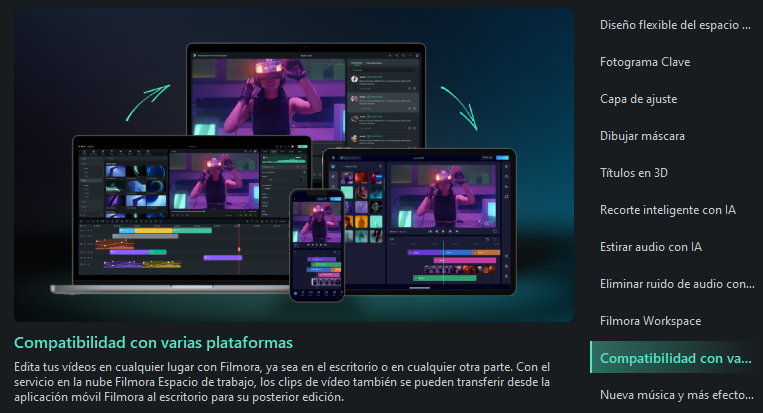 Compatibilidad con varias plataformas
Edita tus vídeos en cualquier lugar con Filmora, ya sea en el escritorio o en cualquier otra parte. Con el
servicio en la nube Filmora Espacio de trabajo, los clips de vídeo también se pueden transferir desde la
aplicación móvil Filmora al escritorio para su posterior edición.
Diseño flexible del espacio ...
Fotograma Clave
Capa de ajuste
Dibujar máscara
Títulos en 3D
Recorte inteligente con IA
Estirar audio con IA
Eliminar ruido de audio con...
Filmora Workspace
Compatibilidad con va...
Nueva música y más efecto...